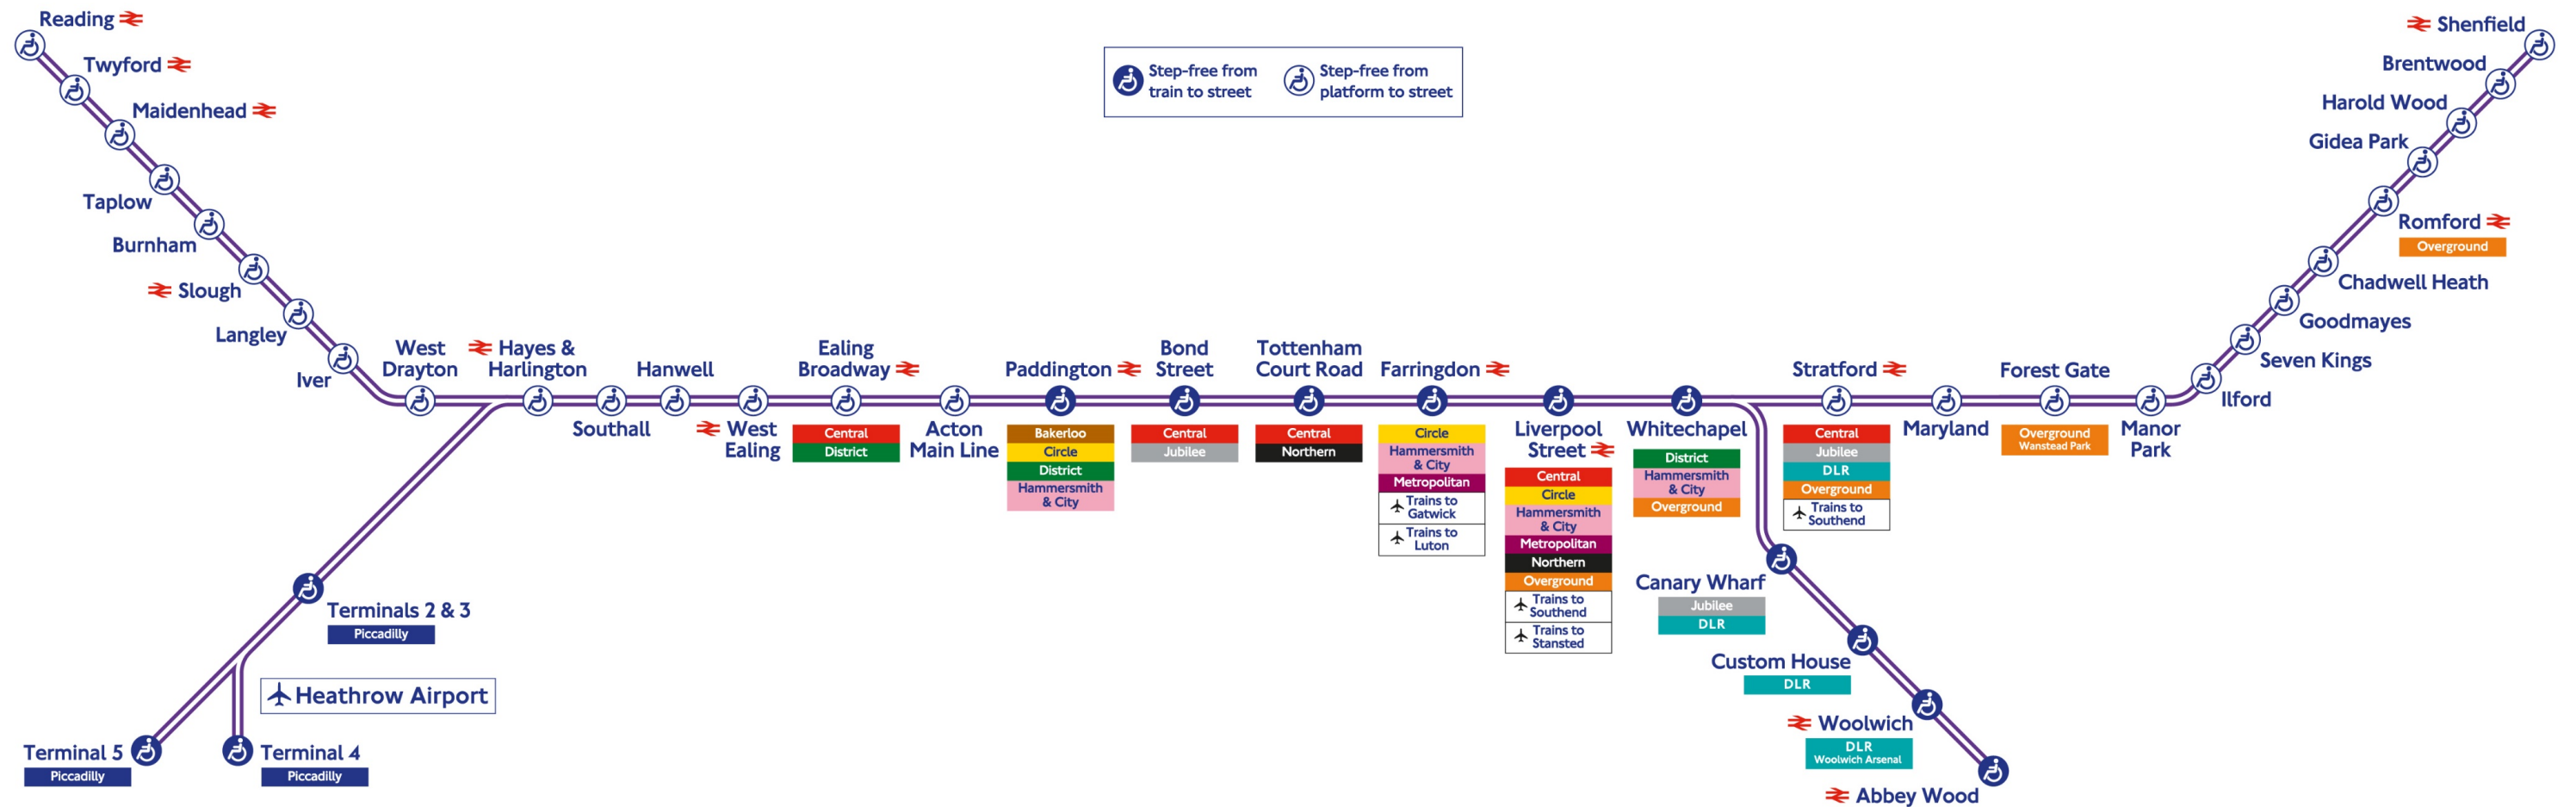 Reading
Twyford
Maidenhead
Taplow
Burnham
Slough
Langley
Iver
West
Drayton
Hayes &
Harlington
Southall
Hanwell
West
Ealing
Ealing
Broadway
Central
District
Acton
Main Line
Paddington
Bakerloo
Circle
District
Hammersmith
& City
Bond
Street
Central
Jubilee
Tottenham
Court Road
Central
Northern
Farringdon
Circle
Hammersmith
& City
Metropolitan
Trains to
Gatwick
Trains to
Luton
Liverpool
Street
Central
Circle
Hammersmith
& City
Metropolitan
Northern
Overground
Trains to
Southend
Trains to
Stansted
Whitechapel
District
Hammersmith
& City
Overground
Stratford
Central
Jubilee
DLR
Overground
Trains to
Southend
Maryland
Forest Gate
Overground
Wanstead Park
Manor
Park
Ilford
Seven Kings
Goodmayes
Chadwell Heath
Romford
Overground
Gidea Park
Harold Wood
Brentwood
Shenfield
Canary Wharf
Jubilee
DLR
Custom House
DLR
Woolwich
DLR
Woolwich Arsenal
Abbey Wood
Terminals 2 & 3
Piccadilly
Heathrow Airport
Terminal 5
Piccadilly
Terminal 4
Piccadilly
Step-free from
train to street
Step-free from
platform to street